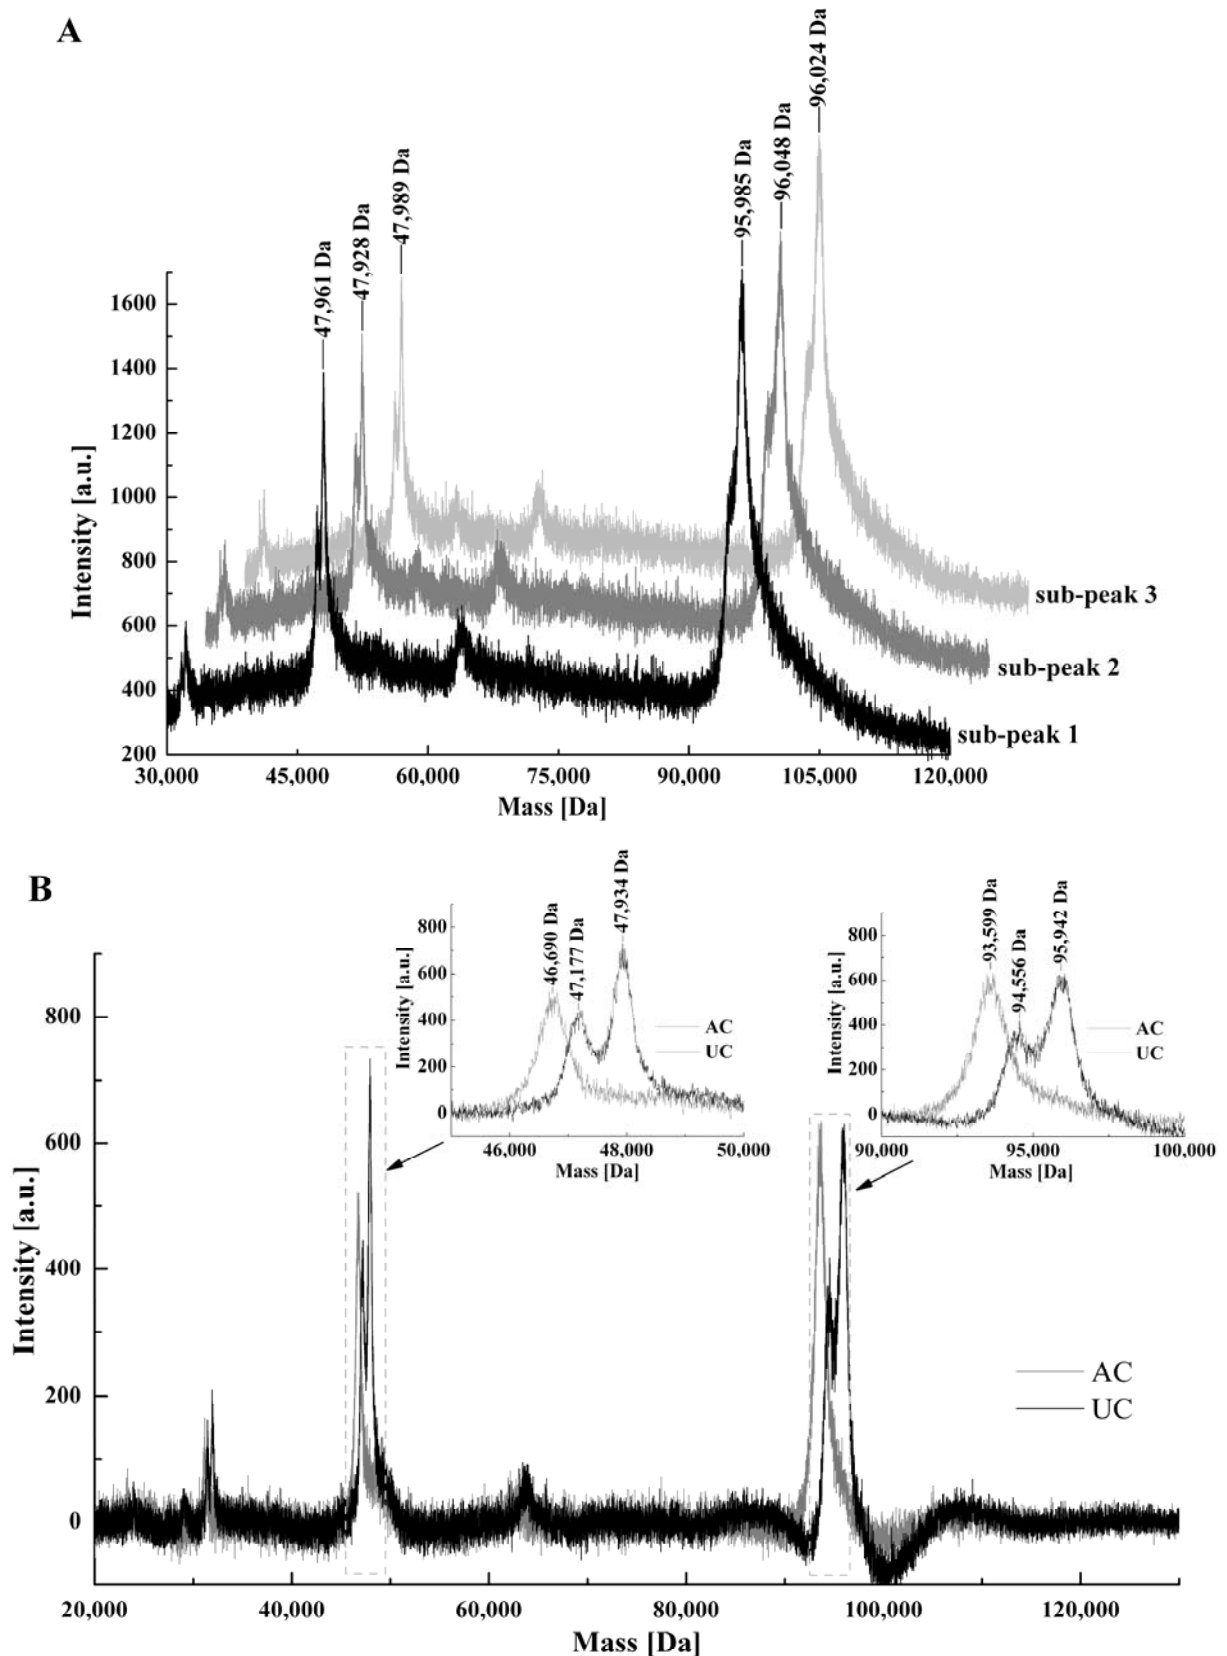 A
47,961 Da
47,928 Da
47,989 Da
95,985 Da
96,048 Da
96,024 Da
Intensity [a.u.]
1600
1400
1200
1000
800
600
400
200
sub-peak 3
sub-peak 2
sub-peak 1
30,000 45,000 60,000 75,000 90,000 105,000 120,000
Mass [Da]
B
Intensity [a.u.]
800
600
400
200
0
46,690 Da
47,177 Da
47,934 Da
Intensity [a.u.]
800
600
400
200
0
AC
UC
46,000 48,000 50,000
Mass [Da]
93,599 Da
94,556 Da
95,942 Da
Intensity [a.u.]
800
600
400
200
0
AC
UC
90,000 95,000 100,000
Mass [Da]
AC
UC
20,000 40,000 60,000 80,000 100,000 120,000
Mass [Da]